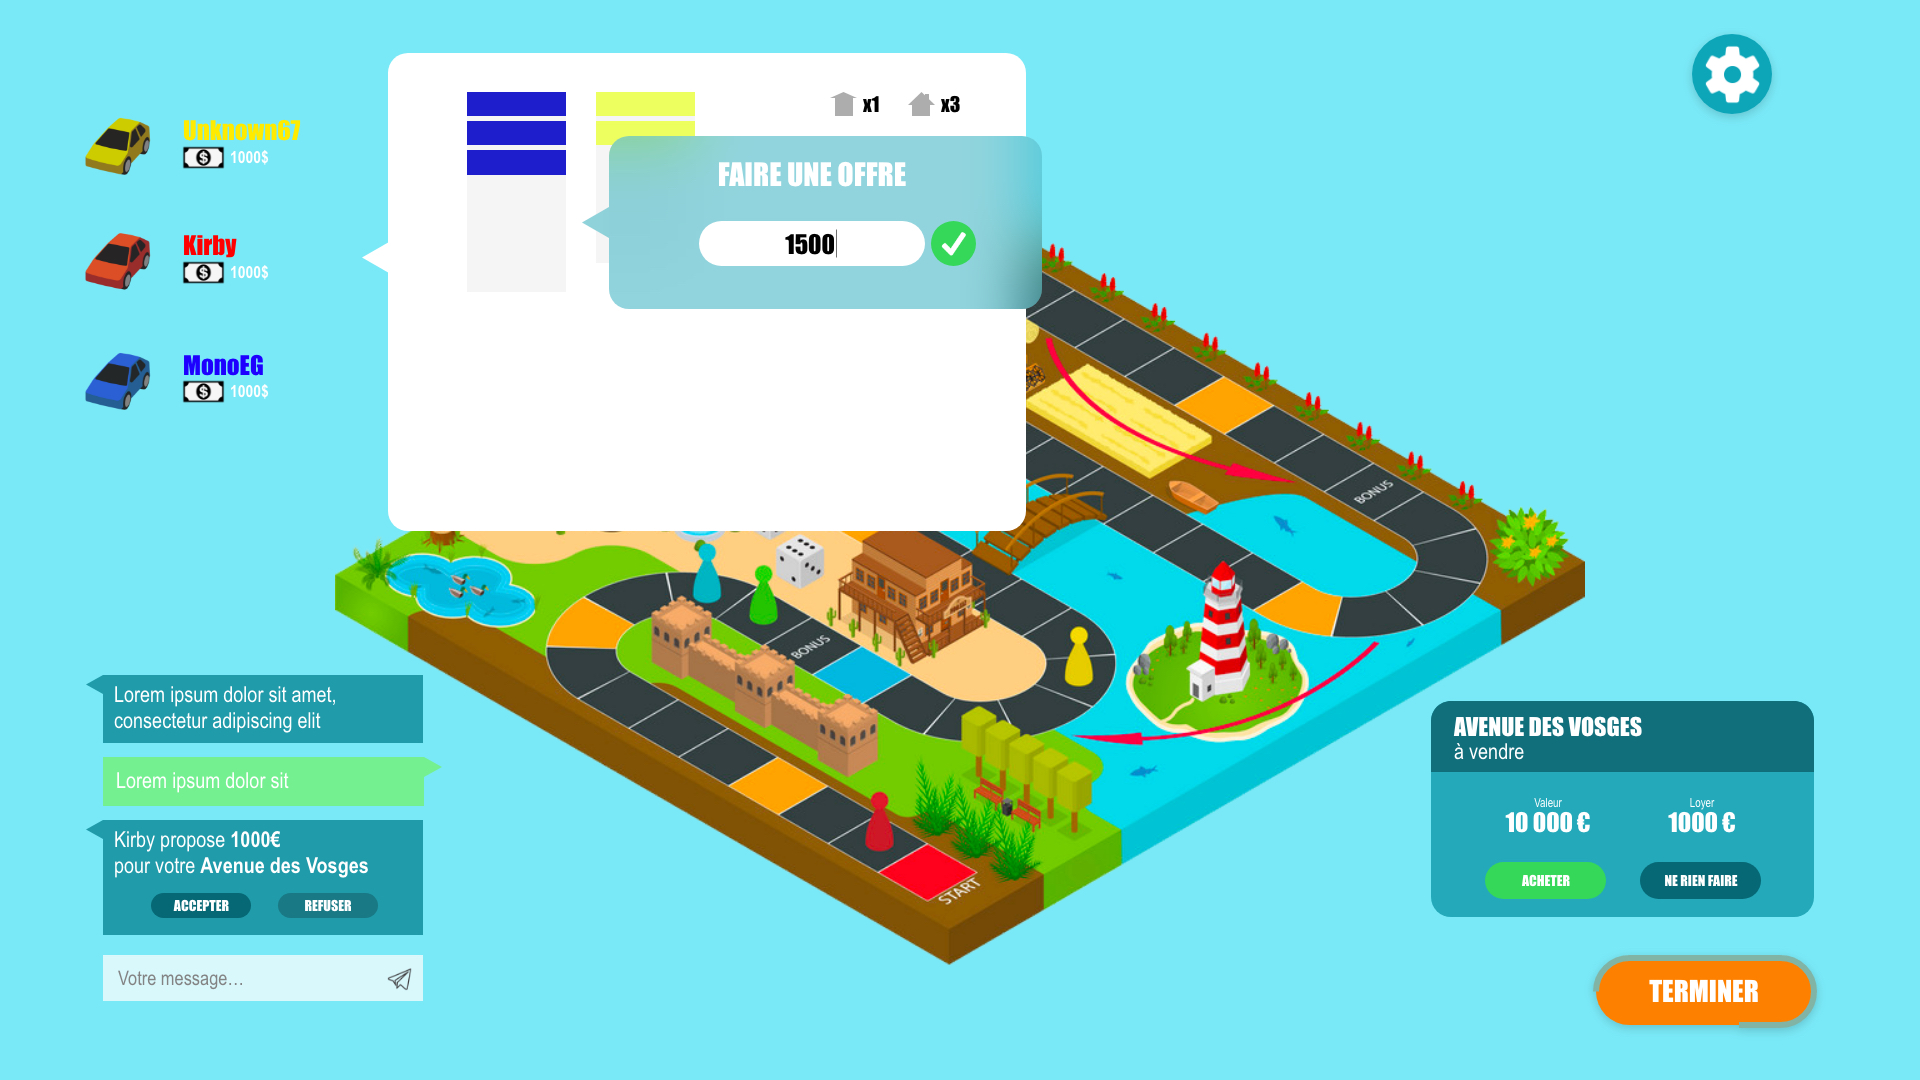 Unknown67
1000$
Kirby
1000$
MonoEG
1000$
x1
x3
FAIRE UNE OFFRE
1500
BONUS
BONUS
START
Lorem ipsum dolor sit amet,
consectetur adipiscing elit
Lorem ipsum dolor sit
Kirby propose 1000€
pour votre Avenue des Vosges
ACCEPTER
REFUSER
Votre message...
AVENUE DES VOSGES
à vendre
Valeur
10 000 €
Loyer
1000 €
ACHETER
NE RIEN FAIRE
TERMINER